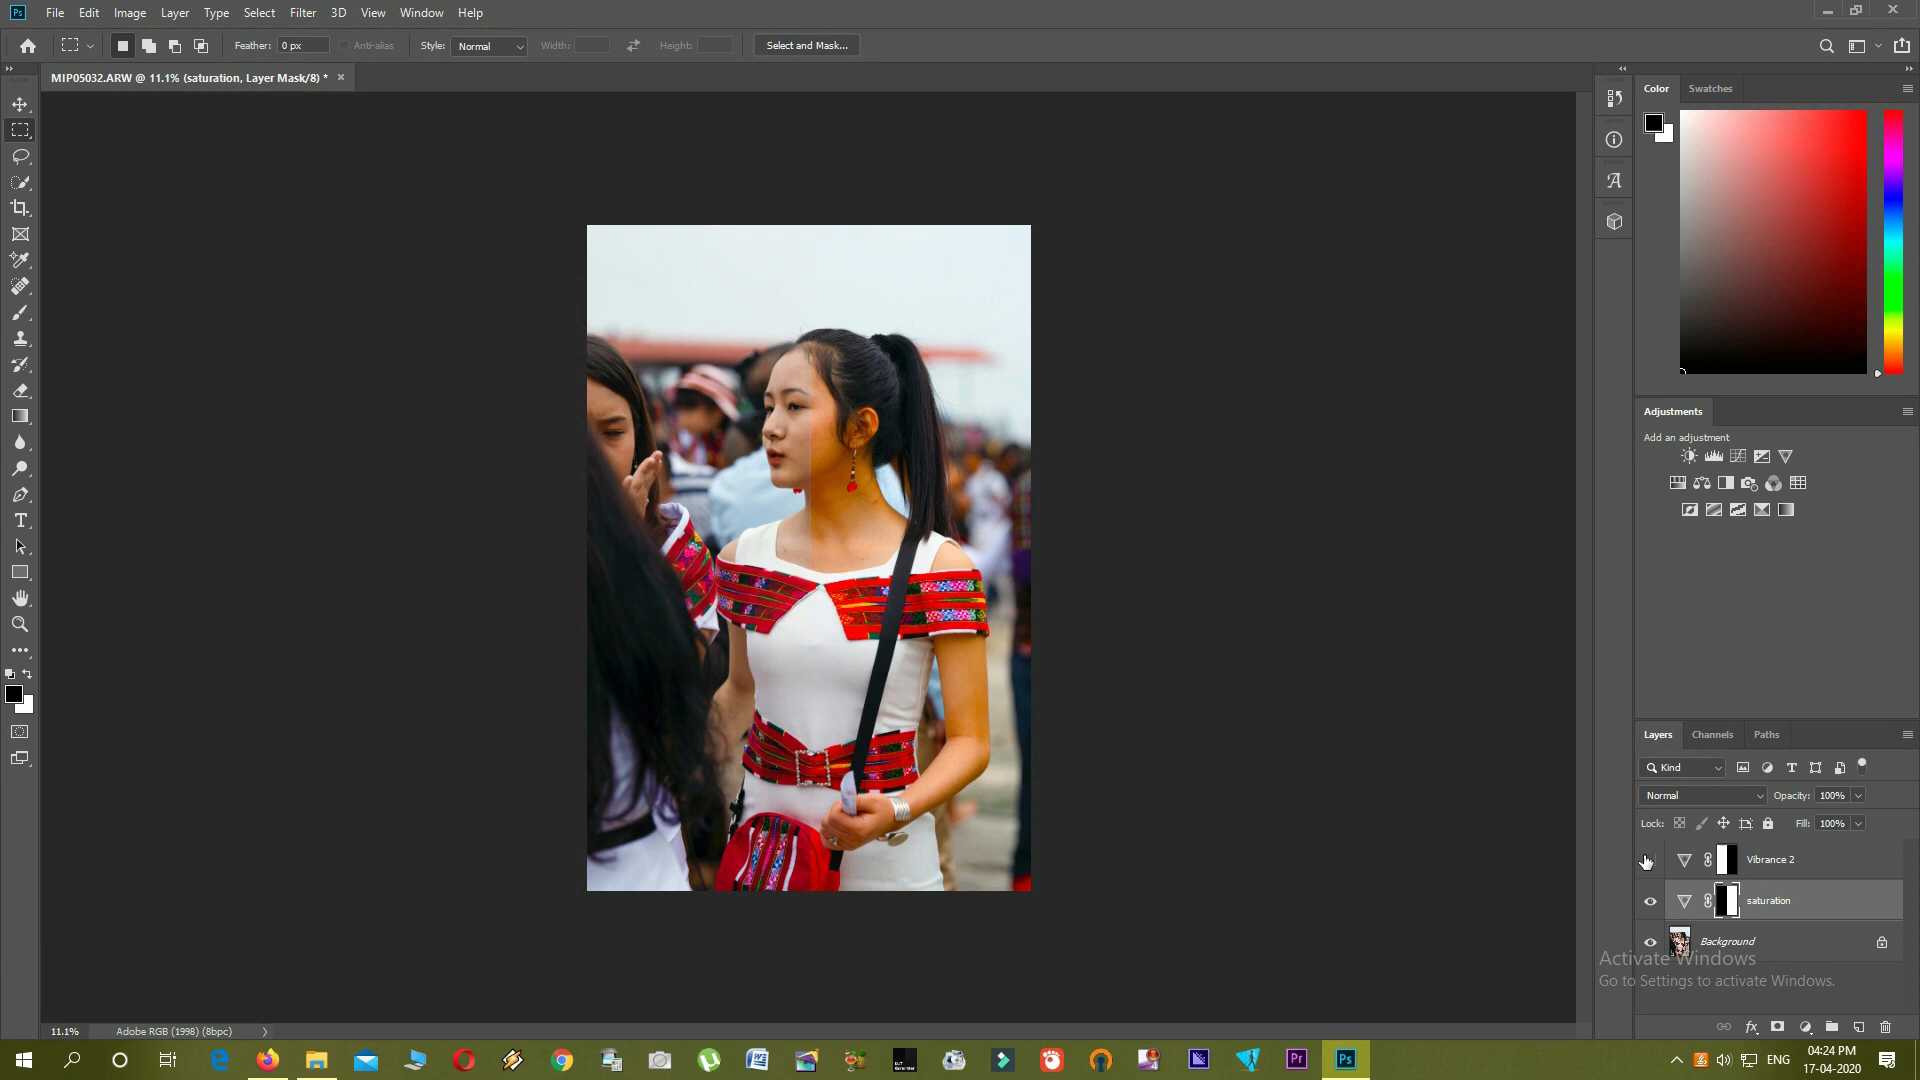 Ps File Edit Image Layer Type Select Filter 3D View Window Help
Feather: 0 px Anti-alias Style: Normal Width: Height: Select and Mask...
MIP05032.ARW @ 11.1% (saturation, Layer Mask/8) *
Color Swatches
Adjustments
Add an adjustment
Layers Channels Paths
Kind
Normal Opacity: 100%
Lock: Fill: 100%
Vibrance 2
saturation
Background
Activate Windows
Go to Settings to activate Windows.
11.1% Adobe RGB (1998) (8bpc)
Pr Ps ENG 04:24 PM
17-04-2020